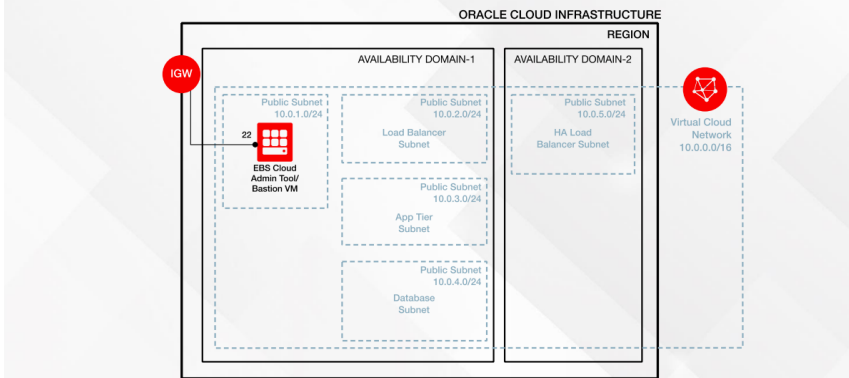 ORACLE CLOUD INFRASTRUCTURE
REGION
AVAILABILITY DOMAIN-1
AVAILABILITY DOMAIN-2
IGW
22
Public Subnet
10.0.1.0/24
EBS Cloud
Admin Tool/
Bastion VM
Public Subnet
10.0.2.0/24
Load Balancer
Subnet
Public Subnet
10.0.3.0/24
App Tier
Subnet
Public Subnet
10.0.4.0/24
Database
Subnet
Public Subnet
10.0.5.0/24
HA Load
Balancer Subnet
Virtual Cloud
Network
10.0.0.0/16